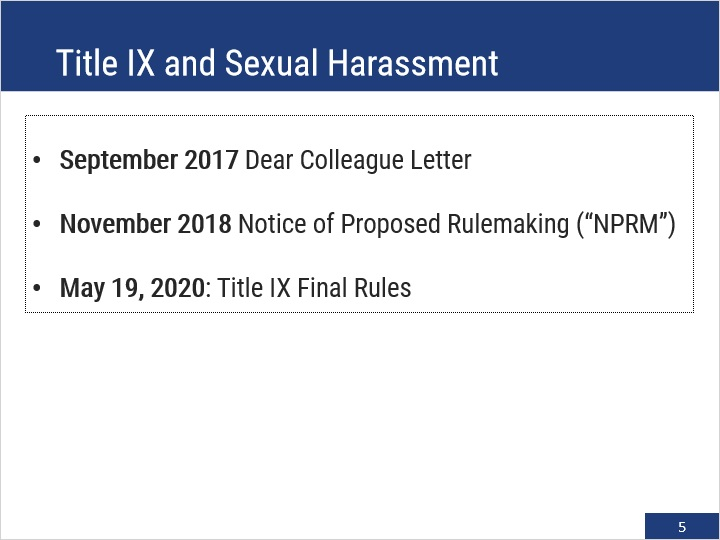 Title IX and Sexual Harassment
• September 2017 Dear Colleague Letter
• November 2018 Notice of Proposed Rulemaking (“NPRM”)
• May 19, 2020: Title IX Final Rules
5